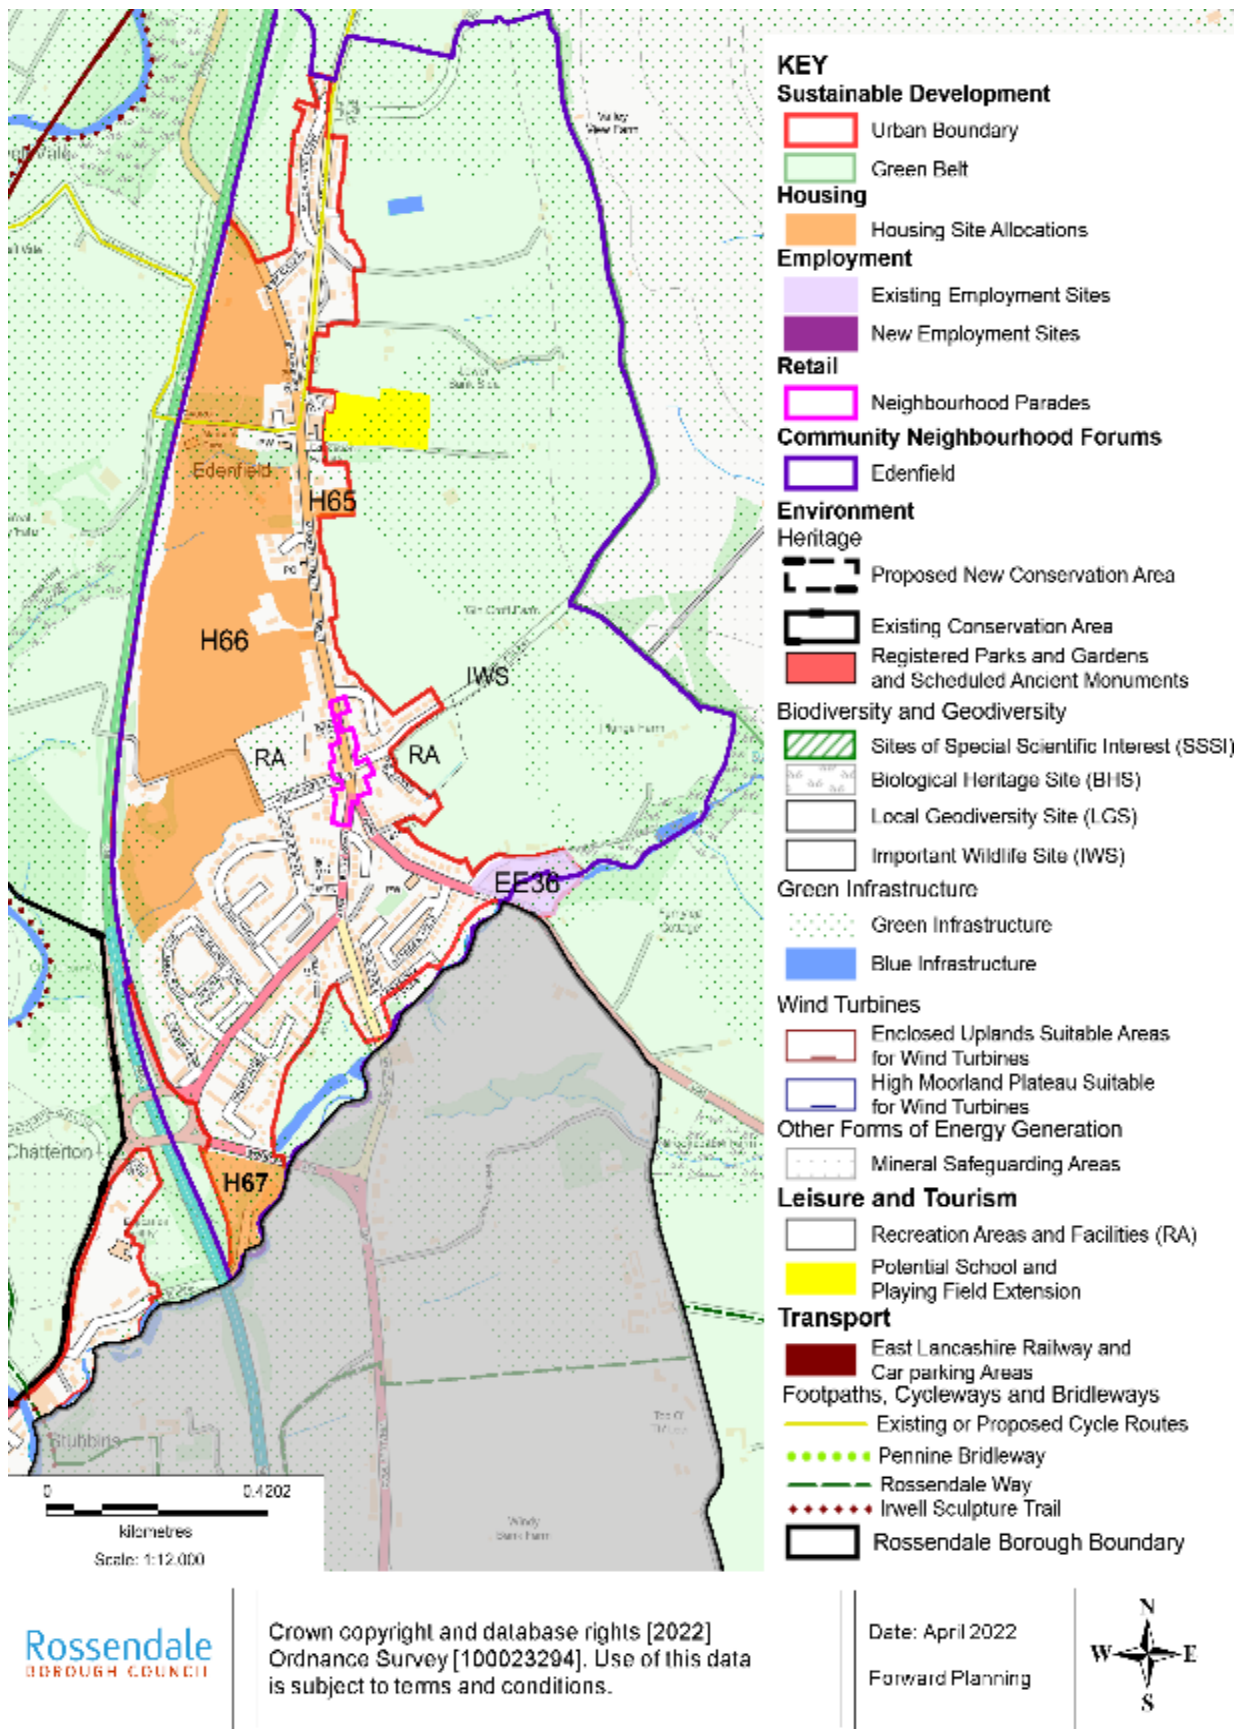 Valley
View Farm
Edenfield
H65
PO
H66
IWS
RA
RA
EE36
Chatterton
H67
Stubbins
Windy
Bank Farm
0 0.4202
kilometres
Scale: 1:12,000
KEY
Sustainable Development
Urban Boundary
Green Belt
Housing
Housing Site Allocations
Employment
Existing Employment Sites
New Employment Sites
Retail
Neighbourhood Parades
Community Neighbourhood Forums
Edenfield
Environment
Heritage
Proposed New Conservation Area
Existing Conservation Area
Registered Parks and Gardens
and Scheduled Ancient Monuments
Biodiversity and Geodiversity
Sites of Special Scientific Interest (SSSI)
Biological Heritage Site (BHS)
Local Geodiversity Site (LGS)
Important Wildlife Site (IWS)
Green Infrastructure
Green Infrastructure
Blue Infrastructure
Wind Turbines
Enclosed Uplands Suitable Areas
for Wind Turbines
High Moorland Plateau Suitable
for Wind Turbines
Other Forms of Energy Generation
Mineral Safeguarding Areas
Leisure and Tourism
Recreation Areas and Facilities (RA)
Potential School and
Playing Field Extension
Transport
East Lancashire Railway and
Car parking Areas
Footpaths, Cycleways and Bridleways
Existing or Proposed Cycle Routes
Pennine Bridleway
Rossendale Way
Irwell Sculpture Trail
Rossendale Borough Boundary
Rossendale
BOROUGH COUNCIL
Crown copyright and database rights [2022]
Ordnance Survey [100023294]. Use of this data
is subject to terms and conditions.
Date: April 2022
Forward Planning
N
W E
S